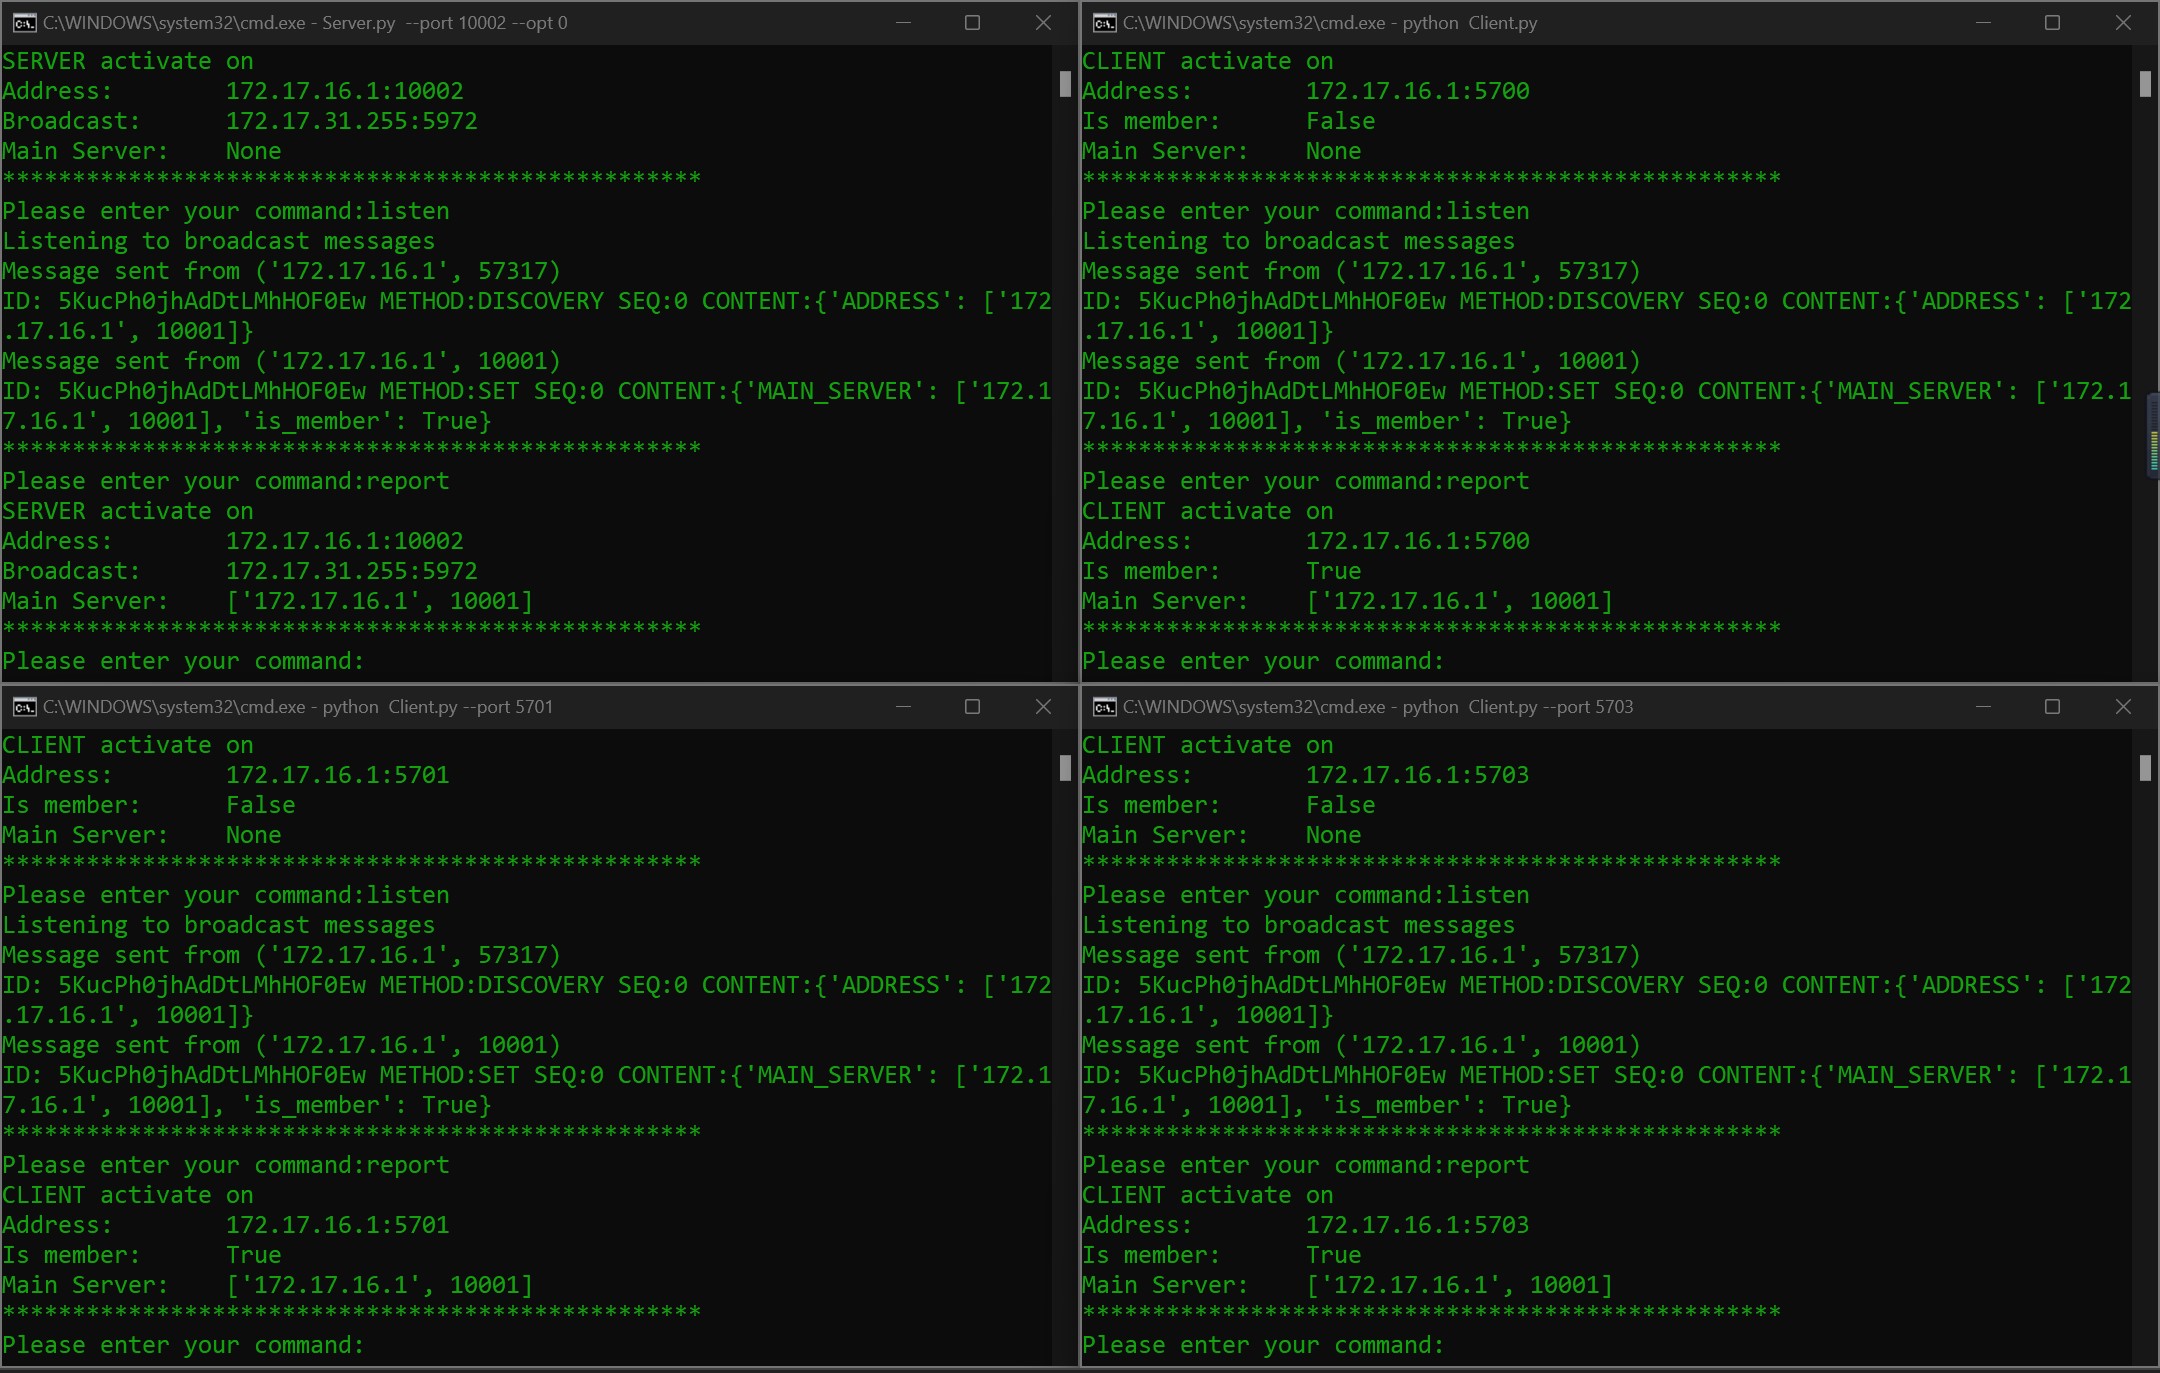 C:\WINDOWS\system32\cmd.exe - Server.py  --port 10002 --opt 0
SERVER activate on
Address:        172.17.16.1:10002
Broadcast:      172.17.31.255:5972
Main Server:    None
**************************************************
Please enter your command:listen
Listening to broadcast messages
Message sent from ('172.17.16.1', 57317)
ID: 5KucPh0jhAdDtLMhHOF0Ew METHOD:DISCOVERY SEQ:0 CONTENT:{'ADDRESS': ['172
.17.16.1', 10001]}
Message sent from ('172.17.16.1', 10001)
ID: 5KucPh0jhAdDtLMhHOF0Ew METHOD:SET SEQ:0 CONTENT:{'MAIN_SERVER': ['172.1
7.16.1', 10001], 'is_member': True}
**************************************************
Please enter your command:report
SERVER activate on
Address:        172.17.16.1:10002
Broadcast:      172.17.31.255:5972
Main Server:    ['172.17.16.1', 10001]
**************************************************
Please enter your command:
C:\WINDOWS\system32\cmd.exe - python  Client.py
CLIENT activate on
Address:        172.17.16.1:5700
Is member:      False
Main Server:    None
**************************************************
Please enter your command:listen
Listening to broadcast messages
Message sent from ('172.17.16.1', 57317)
ID: 5KucPh0jhAdDtLMhHOF0Ew METHOD:DISCOVERY SEQ:0 CONTENT:{'ADDRESS': ['172
.17.16.1', 10001]}
Message sent from ('172.17.16.1', 10001)
ID: 5KucPh0jhAdDtLMhHOF0Ew METHOD:SET SEQ:0 CONTENT:{'MAIN_SERVER': ['172.1
7.16.1', 10001], 'is_member': True}
**************************************************
Please enter your command:report
CLIENT activate on
Address:        172.17.16.1:5700
Is member:      True
Main Server:    ['172.17.16.1', 10001]
**************************************************
Please enter your command:
C:\WINDOWS\system32\cmd.exe - python  Client.py --port 5701
CLIENT activate on
Address:        172.17.16.1:5701
Is member:      False
Main Server:    None
**************************************************
Please enter your command:listen
Listening to broadcast messages
Message sent from ('172.17.16.1', 57317)
ID: 5KucPh0jhAdDtLMhHOF0Ew METHOD:DISCOVERY SEQ:0 CONTENT:{'ADDRESS': ['172
.17.16.1', 10001]}
Message sent from ('172.17.16.1', 10001)
ID: 5KucPh0jhAdDtLMhHOF0Ew METHOD:SET SEQ:0 CONTENT:{'MAIN_SERVER': ['172.1
7.16.1', 10001], 'is_member': True}
**************************************************
Please enter your command:report
CLIENT activate on
Address:        172.17.16.1:5701
Is member:      True
Main Server:    ['172.17.16.1', 10001]
**************************************************
Please enter your command:
C:\WINDOWS\system32\cmd.exe - python  Client.py --port 5703
CLIENT activate on
Address:        172.17.16.1:5703
Is member:      False
Main Server:    None
**************************************************
Please enter your command:listen
Listening to broadcast messages
Message sent from ('172.17.16.1', 57317)
ID: 5KucPh0jhAdDtLMhHOF0Ew METHOD:DISCOVERY SEQ:0 CONTENT:{'ADDRESS': ['172
.17.16.1', 10001]}
Message sent from ('172.17.16.1', 10001)
ID: 5KucPh0jhAdDtLMhHOF0Ew METHOD:SET SEQ:0 CONTENT:{'MAIN_SERVER': ['172.1
7.16.1', 10001], 'is_member': True}
**************************************************
Please enter your command:report
CLIENT activate on
Address:        172.17.16.1:5703
Is member:      True
Main Server:    ['172.17.16.1', 10001]
**************************************************
Please enter your command: